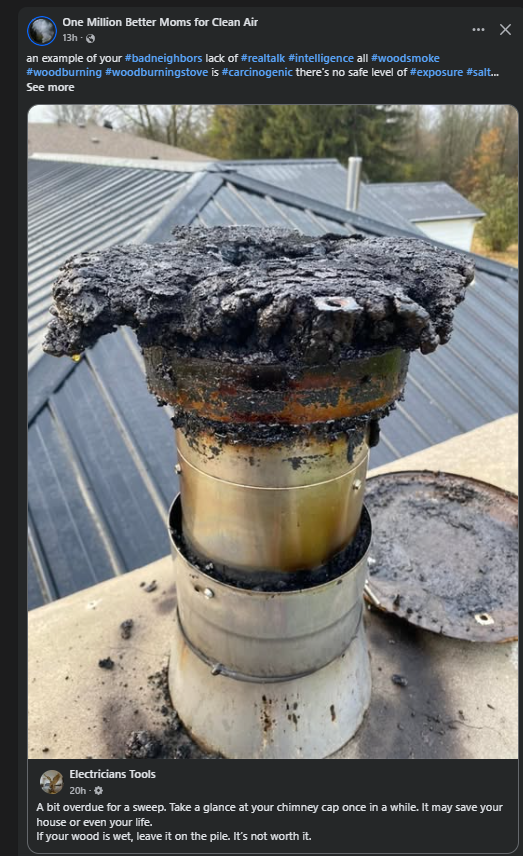 One Million Better Moms for Clean Air
13h ·
an example of your #badneighbors lack of #realtalk #intelligence all #woodsmoke
#woodburning #woodburningstove is #carcinogenic there's no safe level of #exposure #salt...
See more
Electricians Tools
20h ·
A bit overdue for a sweep. Take a glance at your chimney cap once in a while. It may save your
house or even your life.
If your wood is wet, leave it on the pile. It's not worth it.